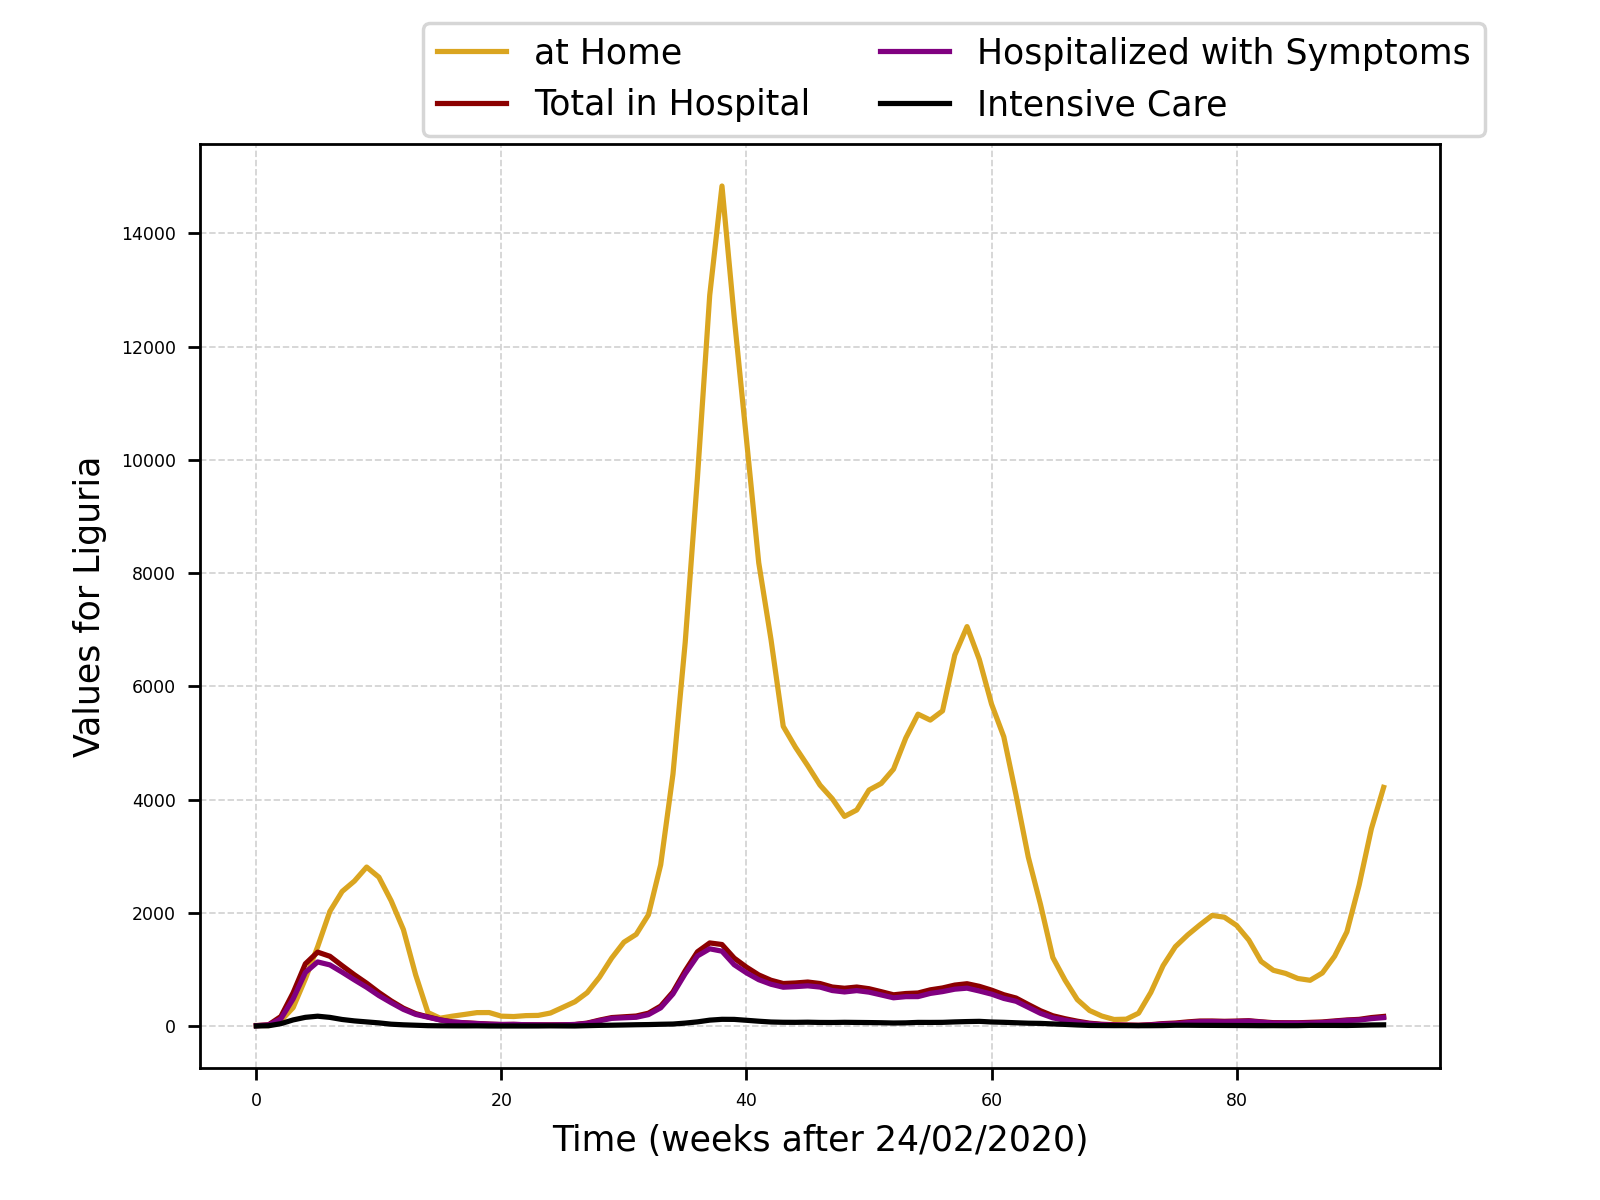 at Home
Total in Hospital
Hospitalized with Symptoms
Intensive Care
Values for Liguria
14000
12000
10000
8000
6000
4000
2000
0
0 20 40 60 80
Time (weeks after 24/02/2020)